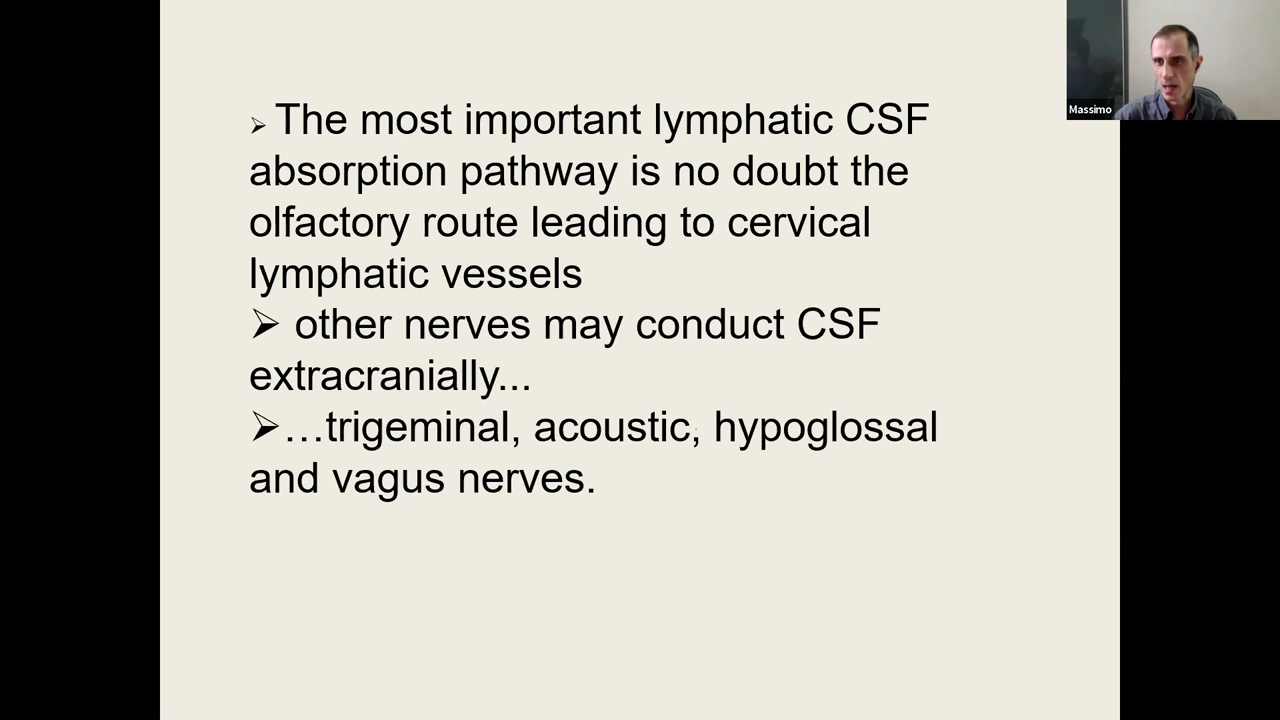 ➢ The most important lymphatic CSF
absorption pathway is no doubt the
olfactory route leading to cervical
lymphatic vessels
➢ other nerves may conduct CSF
extracranially...
➢…trigeminal, acoustic, hypoglossal
and vagus nerves.
Massimo